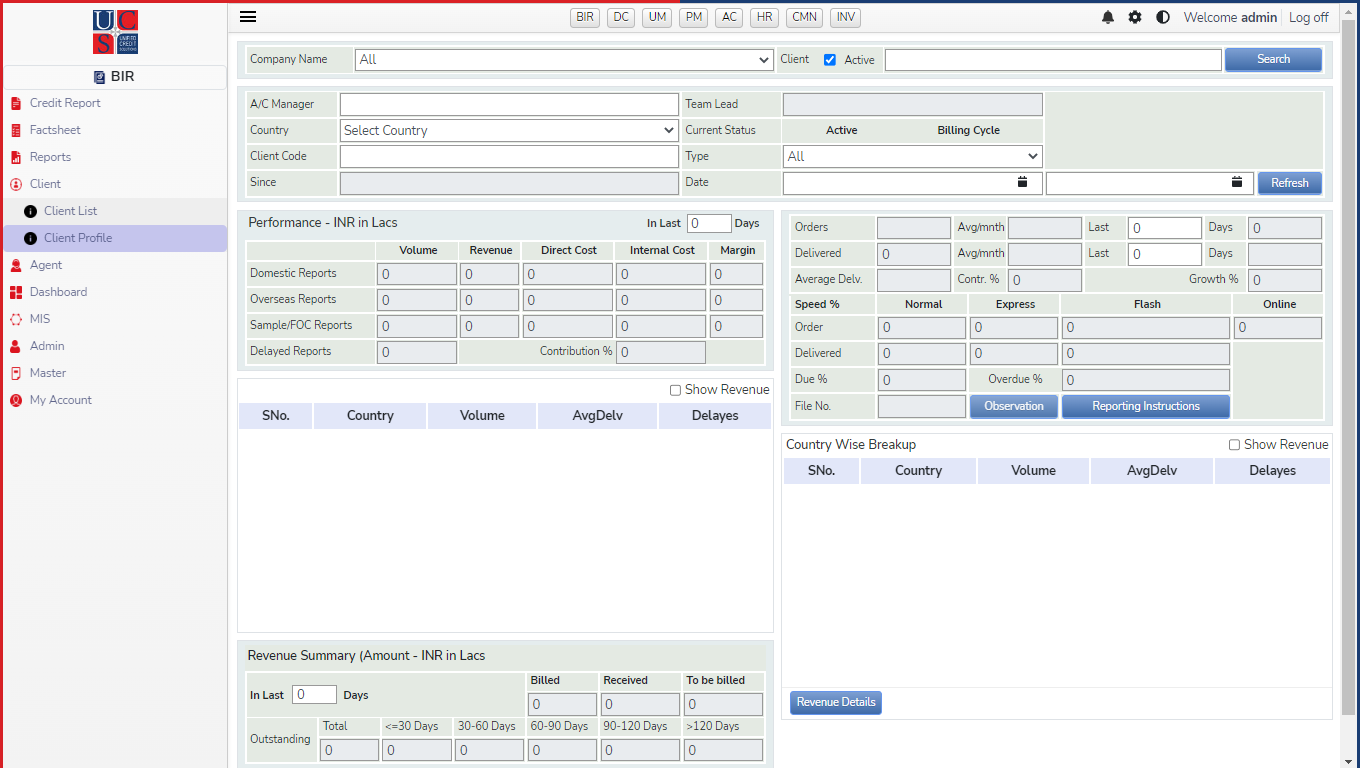 UCS
UNIFIED CREDIT SOLUTIONS
BIR DC UM PM AC HR CMN INV
Welcome admin Log off
BIR
Credit Report
Factsheet
Reports
Client
Client List
Client Profile
Agent
Dashboard
MIS
Admin
Master
My Account
Company Name All Client Active Search
A/C Manager Team Lead
Country Select Country Current Status Active Billing Cycle
Client Code Type All
Since Date Refresh
Performance - INR in Lacs In Last 0 Days
Volume Revenue Direct Cost Internal Cost Margin
Domestic Reports 0 0 0 0 0
Overseas Reports 0 0 0 0 0
Sample/FOC Reports 0 0 0 0 0
Delayed Reports 0 Contribution % 0
Show Revenue
SNo. Country Volume AvgDelv Delayes
Revenue Summary (Amount - INR in Lacs
In Last 0 Days
Billed Received To be billed
0 0 0
Outstanding
Total <=30 Days 30-60 Days 60-90 Days 90-120 Days >120 Days
0 0 0 0 0 0
Orders Avg/mnth Last 0 Days 0
Delivered 0 Avg/mnth Last 0 Days
Average Delv. Contr. % 0 Growth % 0
Speed % Normal Express Flash Online
Order 0 0 0 0
Delivered 0 0 0
Due % 0 Overdue % 0
File No. Observation Reporting Instructions
Country Wise Breakup Show Revenue
SNo. Country Volume AvgDelv Delayes
Revenue Details